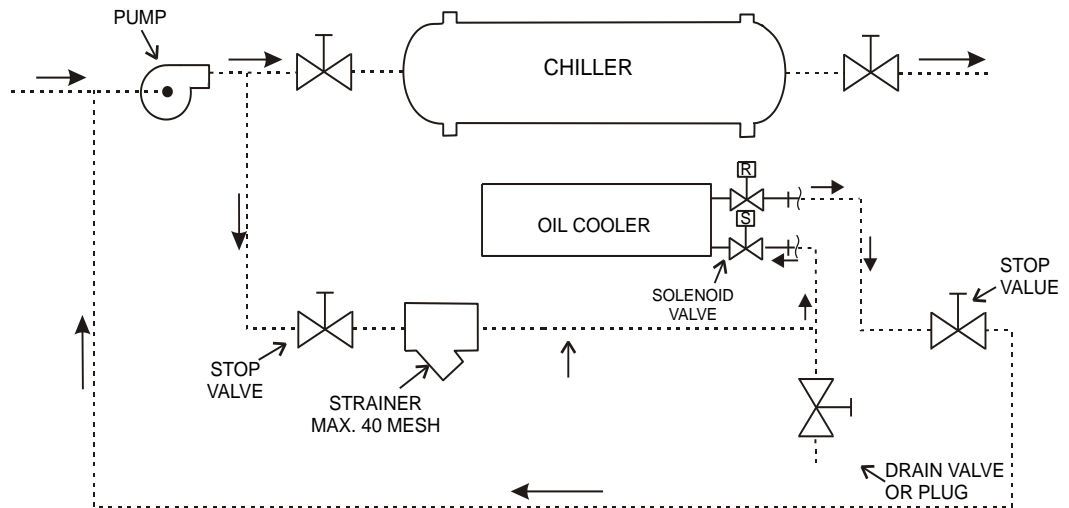 PUMP
CHILLER
R
OIL COOLER
S
SOLENOID
VALVE
STOP
VALUE
STOP
VALVE
STRAINER
MAX. 40 MESH
DRAIN VALVE
OR PLUG